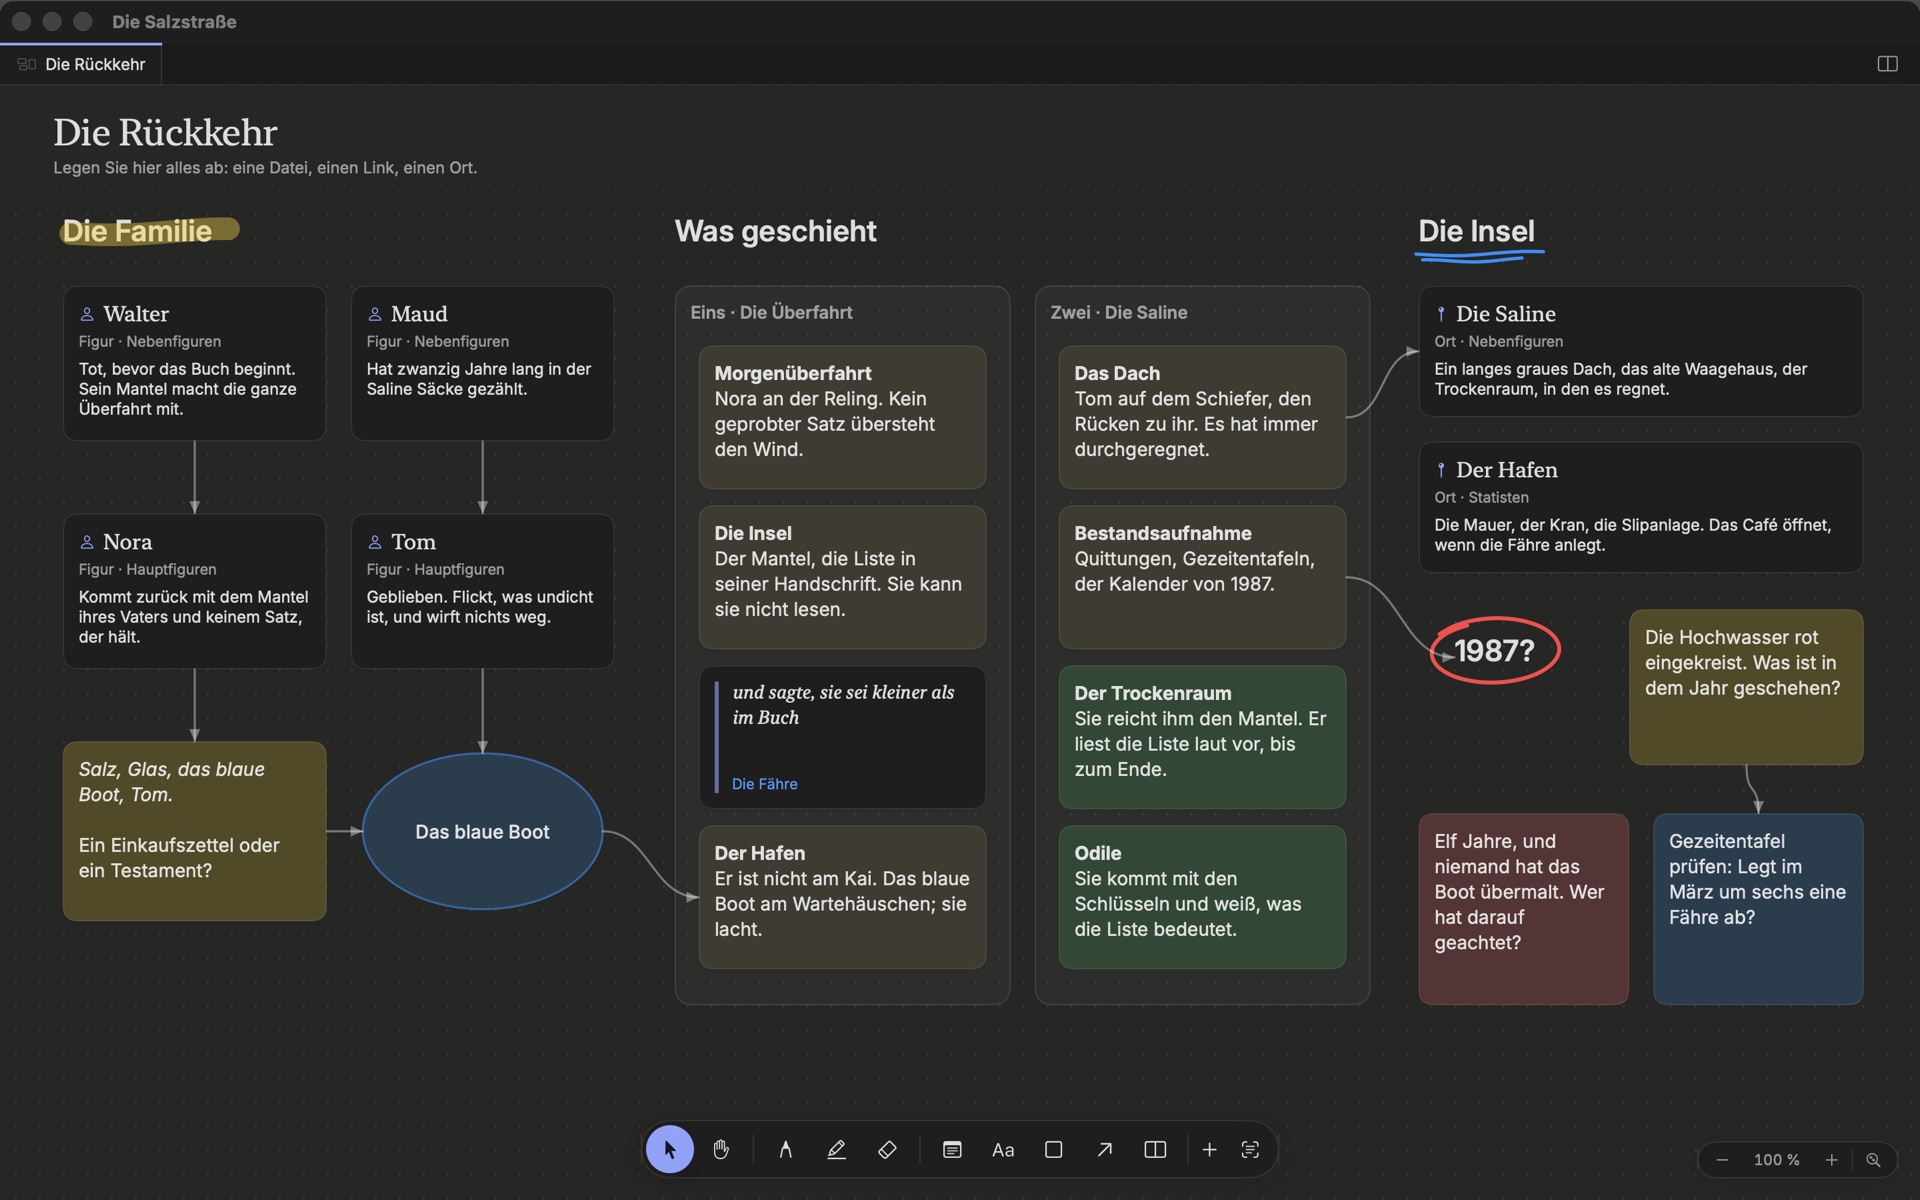 Die Salzstraße
Die Rückkehr
Die Rückkehr
Legen Sie hier alles ab: eine Datei, einen Link, einen Ort.
Die Familie
Walter
Figur · Nebenfiguren
Tot, bevor das Buch beginnt.
Sein Mantel macht die ganze
Überfahrt mit.
Maud
Figur · Nebenfiguren
Hat zwanzig Jahre lang in der
Saline Säcke gezählt.
Nora
Figur · Hauptfiguren
Kommt zurück mit dem Mantel
ihres Vaters und keinem Satz,
der hält.
Tom
Figur · Hauptfiguren
Geblieben. Flickt, was undicht
ist, und wirft nichts weg.
Salz, Glas, das blaue
Boot, Tom.
Ein Einkaufszettel oder
ein Testament?
Das blaue Boot
Was geschieht
Eins · Die Überfahrt
Morgenüberfahrt
Nora an der Reling. Kein
geprobter Satz übersteht
den Wind.
Die Insel
Der Mantel, die Liste in
seiner Handschrift. Sie kann
sie nicht lesen.
und sagte, sie sei kleiner als
im Buch
Die Fähre
Der Hafen
Er ist nicht am Kai. Das blaue
Boot am Wartehäuschen; sie
lacht.
Zwei · Die Saline
Das Dach
Tom auf dem Schiefer, den
Rücken zu ihr. Es hat immer
durchgeregnet.
Bestandsaufnahme
Quittungen, Gezeitentafeln,
der Kalender von 1987.
Der Trockenraum
Sie reicht ihm den Mantel. Er
liest die Liste laut vor, bis
zum Ende.
Odile
Sie kommt mit den
Schlüsseln und weiß, was
die Liste bedeutet.
Die Insel
Die Saline
Ort · Nebenfiguren
Ein langes graues Dach, das alte Waagehaus, der
Trockenraum, in den es regnet.
Der Hafen
Ort · Statisten
Die Mauer, der Kran, die Slipanlage. Das Café öffnet,
wenn die Fähre anlegt.
1987?
Die Hochwasser rot
eingekreist. Was ist in
dem Jahr geschehen?
Elf Jahre, und
niemand hat das
Boot übermalt. Wer
hat darauf
geachtet?
Gezeitentafel
prüfen: Legt im
März um sechs eine
Fähre ab?
Aa
100 %